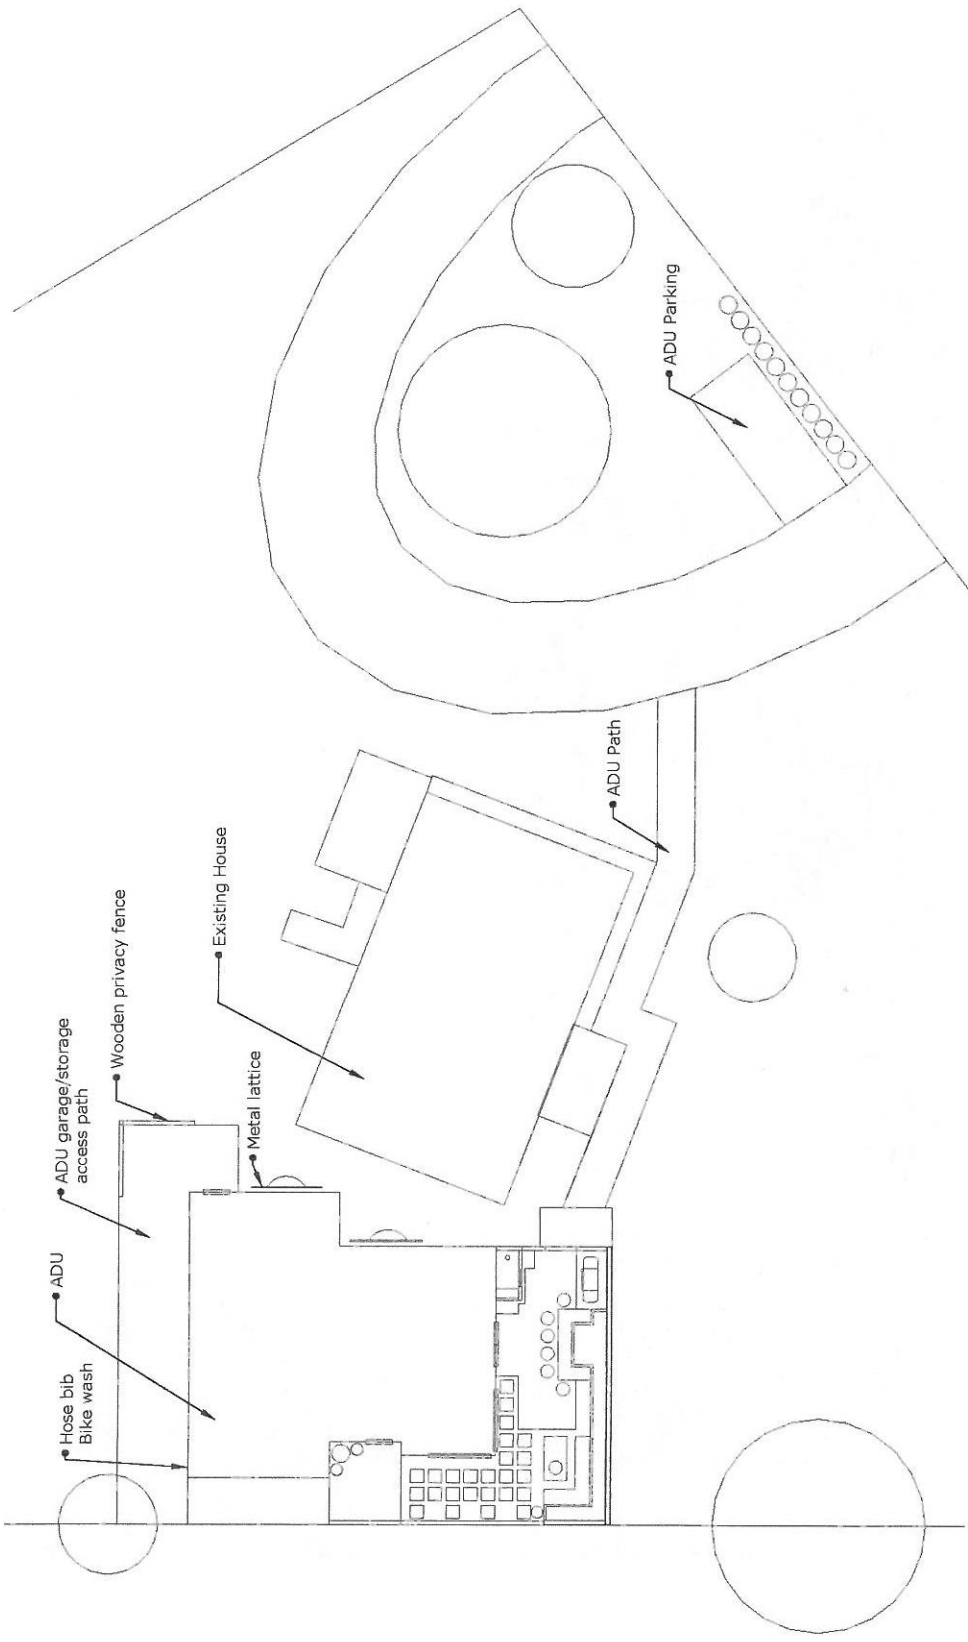 Hose bib
Bike wash
ADU
ADU garage/storage
access path
Wooden privacy fence
Metal lattice
Existing House
ADU Path
ADU Parking